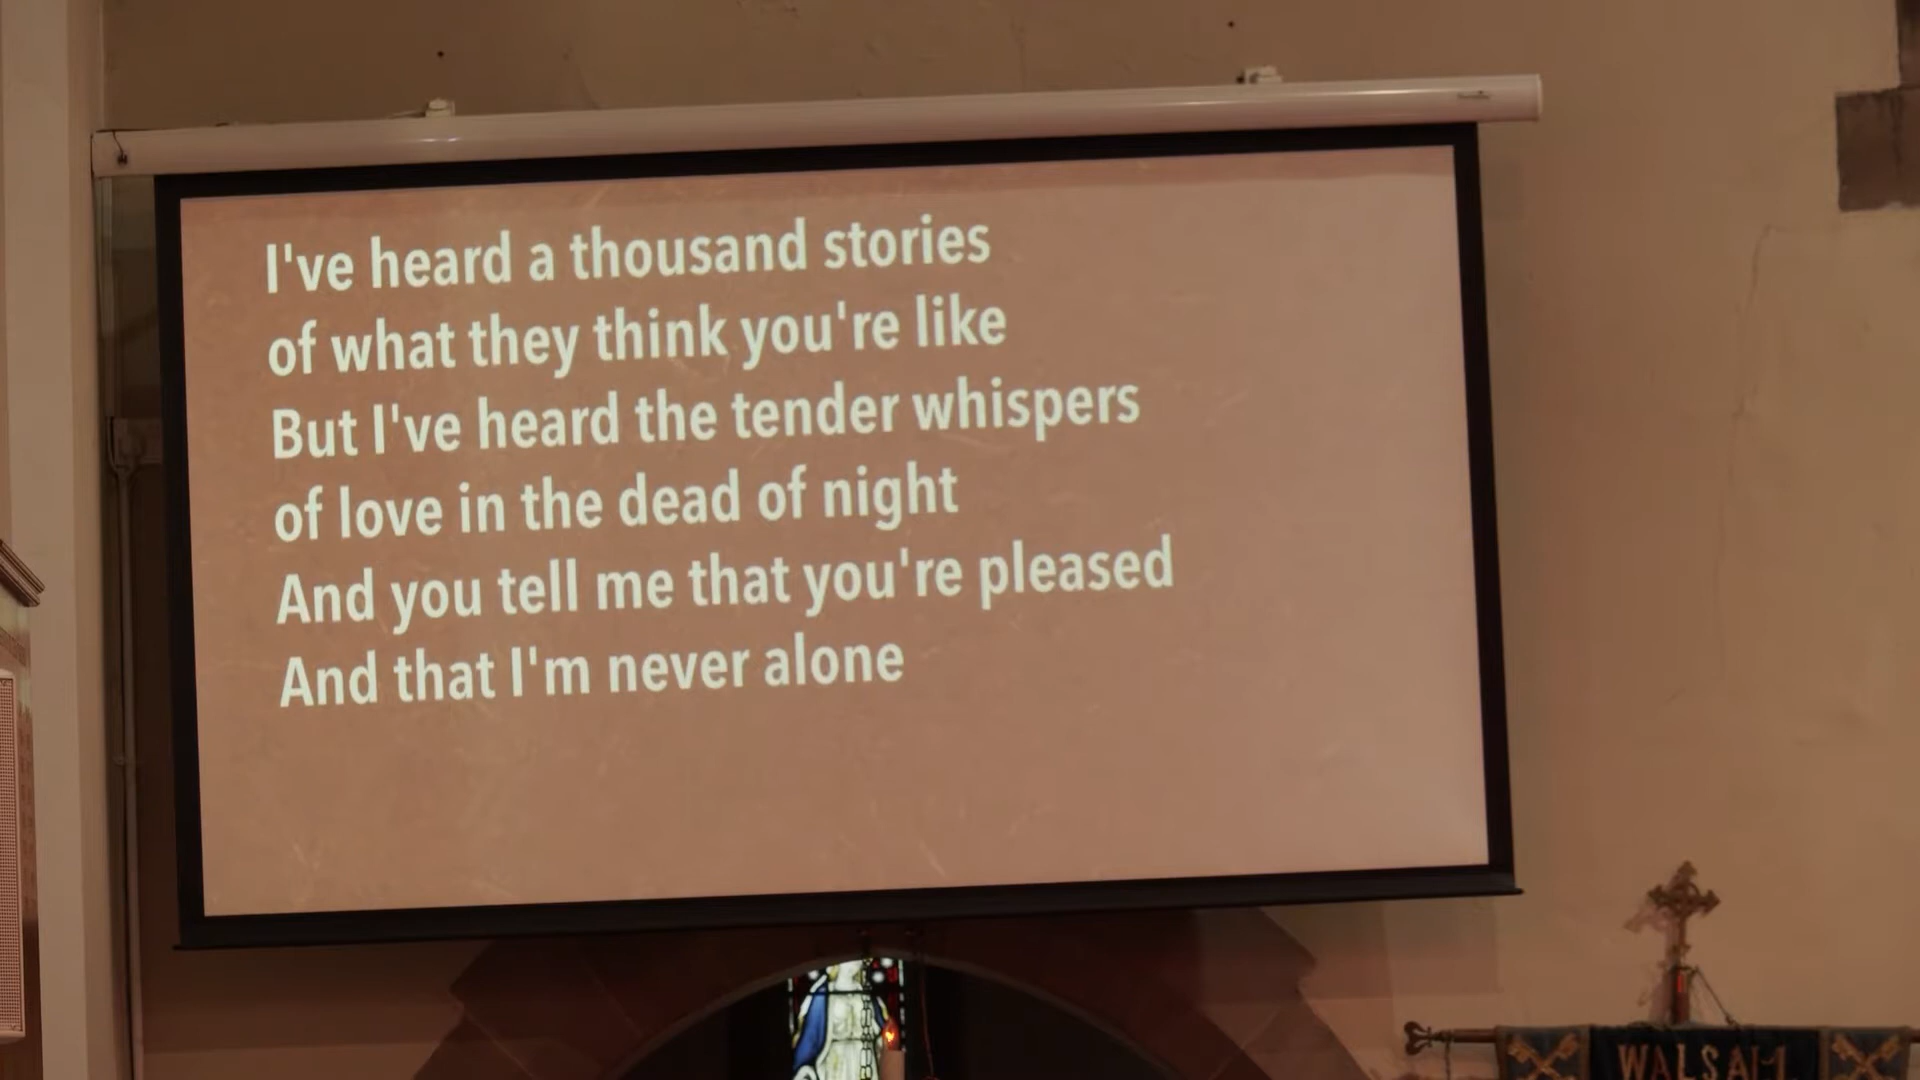 I've heard a thousand stories
of what they think you're like
But I've heard the tender whispers
of love in the dead of night
And you tell me that you're pleased
And that I'm never alone
WALSALL